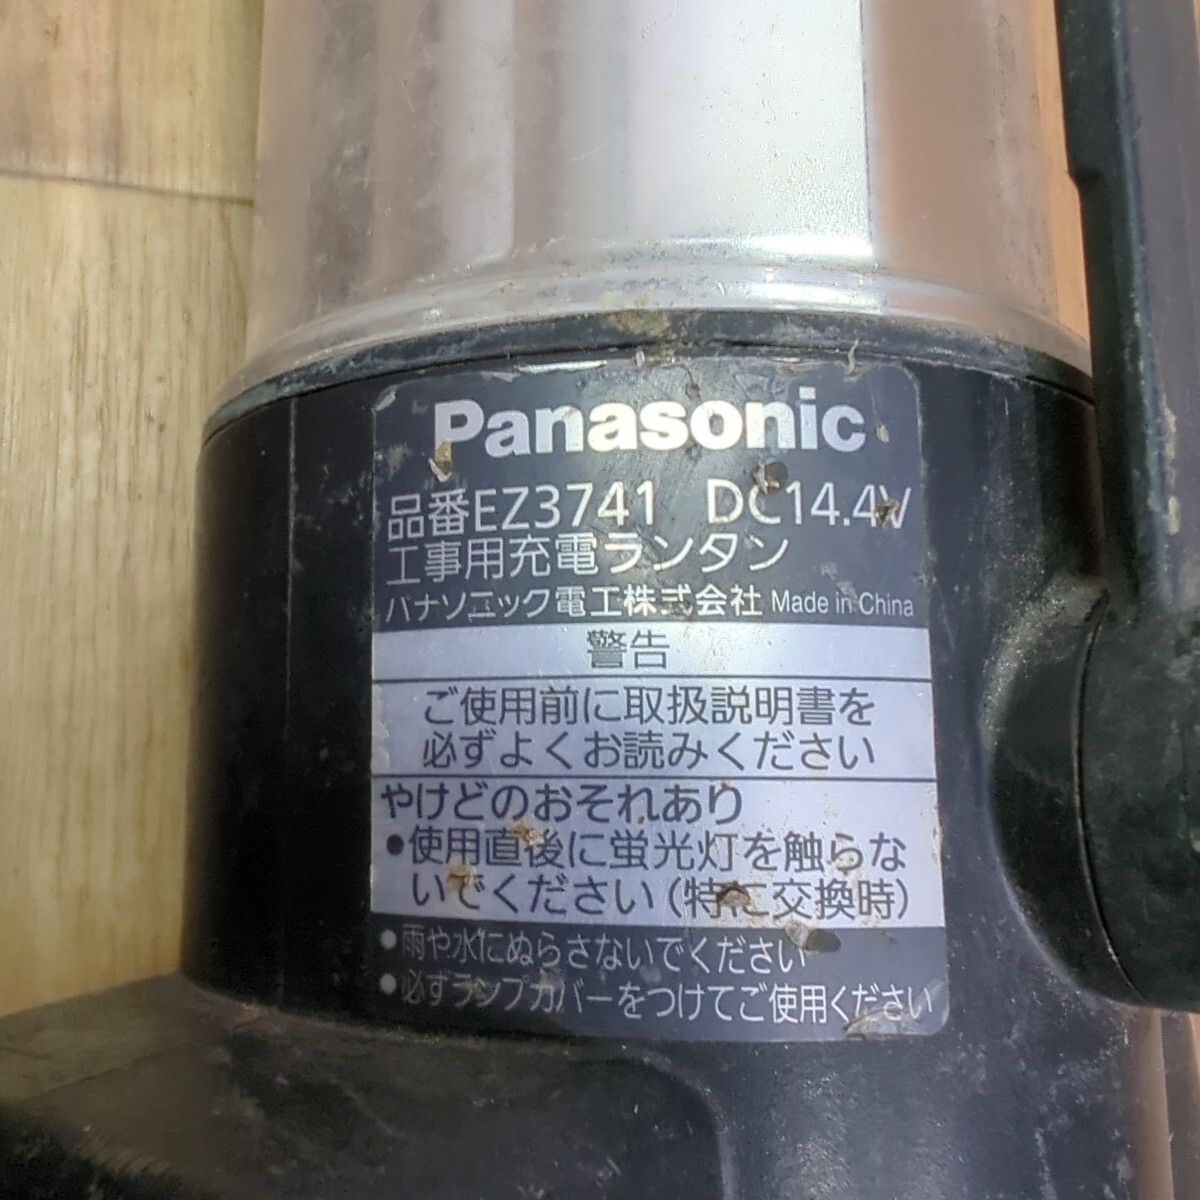 Panasonic
品番EZ3741 DC14.4V
工事用充電ランタン
パナソニック電工株式会社 Made in China
警告
ご使用前に取扱説明書を
必ずよくお読みください
やけどのおそれあり
●使用直後に蛍光灯を触らな
いでください(特に交換時)
●雨や水にぬらさないでください
●必ずランプカバーをつけてご使用ください